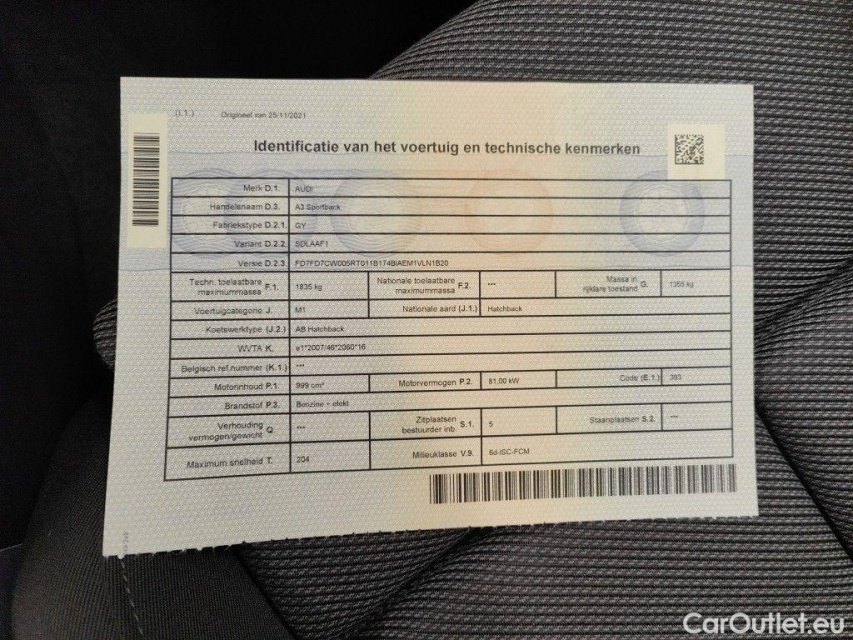 (I.1.) Origineel van 25/11/2021
Identificatie van het voertuig en technische kenmerken
Merk D.1. AUDI
Handelsnaam D.3. A3 Sportback
Fabriekstype D.2.1. GY
Variant D.2.2. SDLAAF1
Versie D.2.3. FD7FD7CW005RT011B174BIAEM1VLN1B20
Techn. toelaatbare maximummassa F.1. 1835 kg Nationale toelaatbare maximummassa F.2. --- Massa in rijklare toestand G. 1355 kg
Voertuigcategorie J. M1 Nationale aard (J.1.) Hatchback
Koetswerktype (J.2.) AB Hatchback
WVTA K. e1*2007/46*2060*16
Belgisch ref.nummer (K.1.) ---
Motorinhoud P.1. 999 cm³ Motorvermogen P.2. 81.00 kW Code (E.1.) 393
Brandstof P.3. Benzine + elekt
Verhouding vermogen/gewicht Q. --- Zitplaatsen bestuurder inb. S.1. 5 Staanplaatsen S.2. ---
Maximum snelheid T. 204 Milieuklasse V.9. 6d-ISC-FCM
CarOutlet.eu